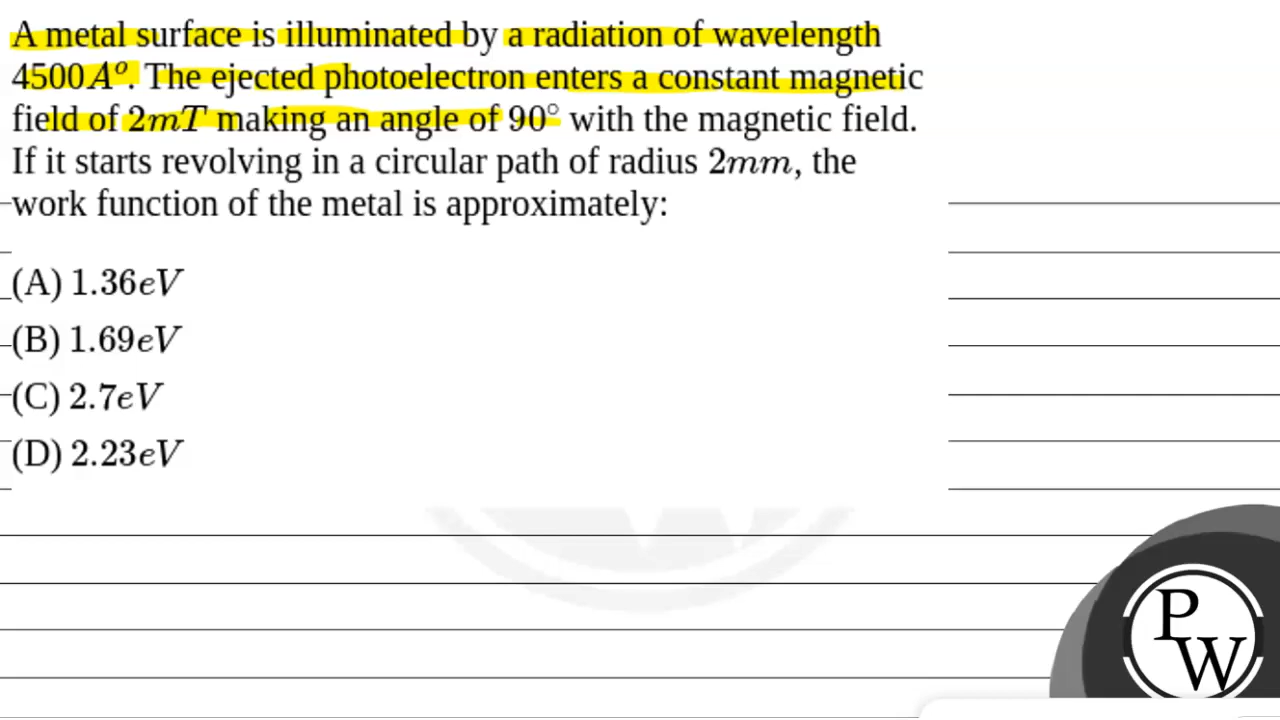 A metal surface is illuminated by a radiation of wavelength
4500 Aº. The ejected photoelectron enters a constant magnetic
field of 2mT making an angle of 90° with the magnetic field.
If it starts revolving in a circular path of radius 2mm, the
work function of the metal is approximately:
(A) 1.36eV
(B) 1.69eV
(C) 2.7eV
(D) 2.23eV
P
W